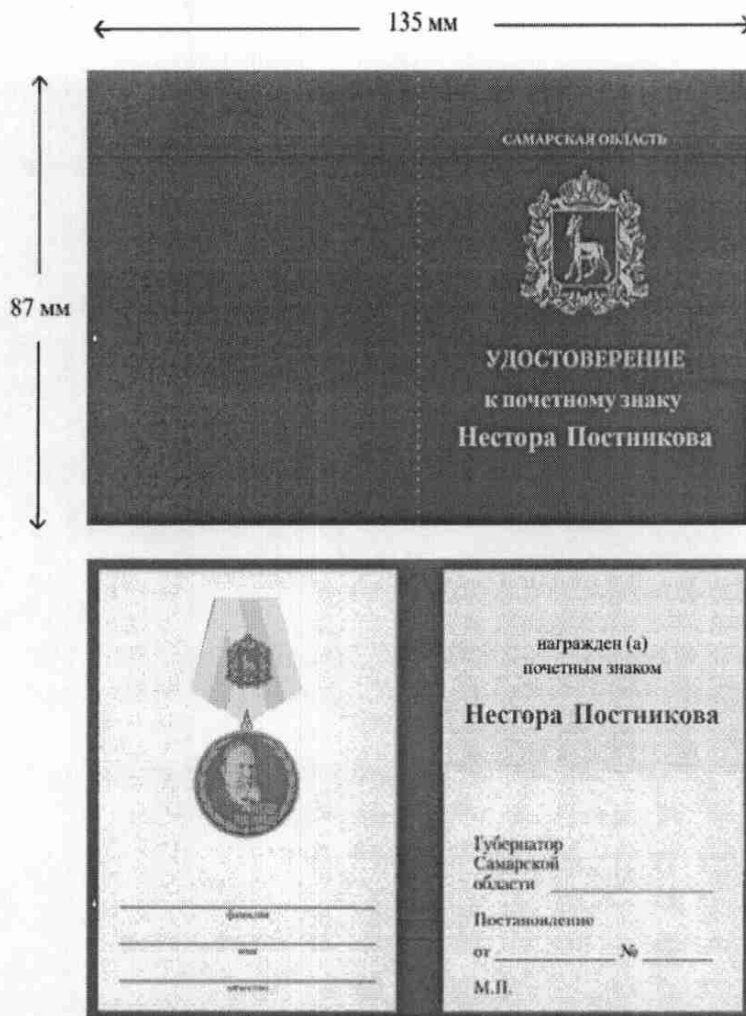 135 мм
87 мм
САМАРСКАЯ ОБЛАСТЬ
УДОСТОВЕРЕНИЕ
к почетному знаку
Нестора Постникова
фамилия
имя
отчество
награжден (а)
почетным знаком
Нестора Постникова
Губернатор
Самарской
области
Постановление
от №
М.П.